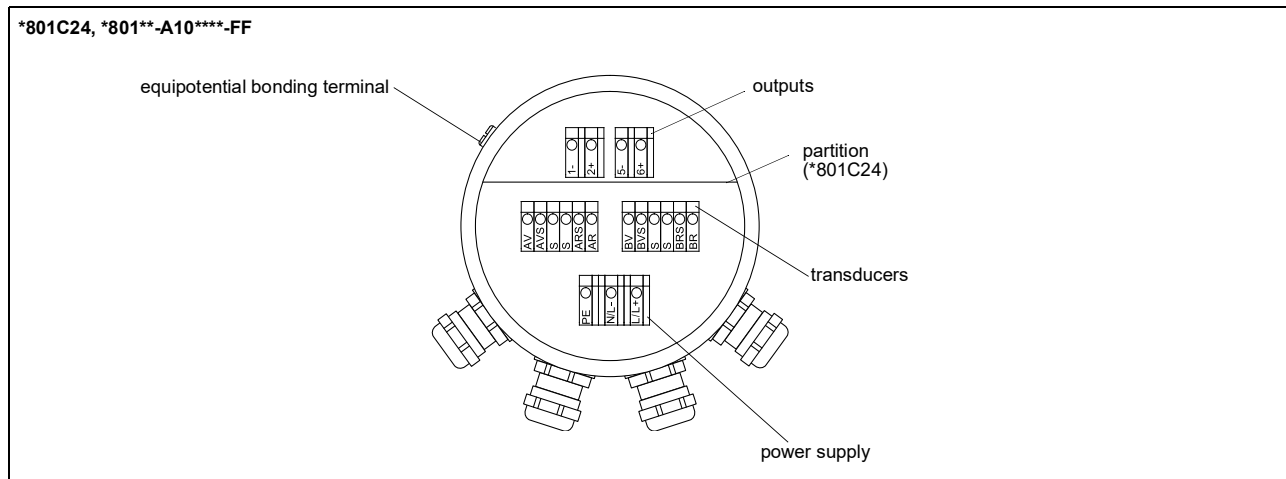 *801C24, *801**-A10****-FF
equipotential bonding terminal
outputs
1-
2+
5-
6+
partition
(*801C24)
AV
AVS
S
S
ARS
AR
BV
BVS
S
S
BRS
BR
transducers
PE
N/L-
L/L+
power supply